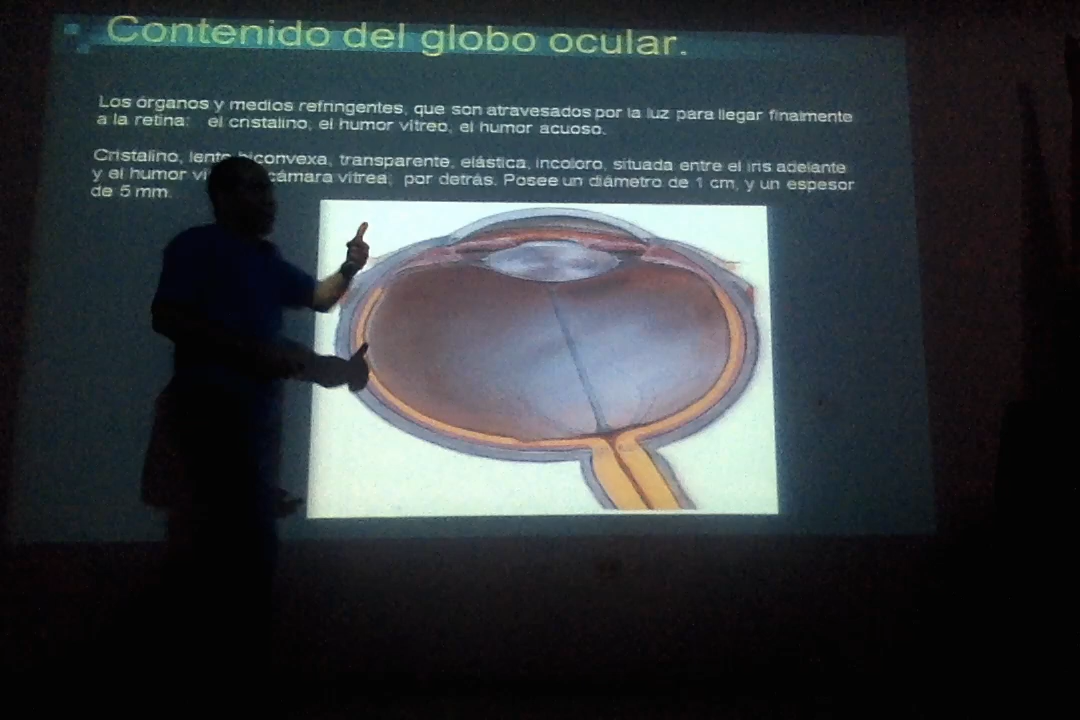 Contenido del globo ocular.
Los órganos y medios refringentes, que son atravesados por la luz para llegar finalmente
a la retina: el cristalino, el humor vítreo, el humor acuoso.
Cristalino, lente biconvexa, transparente, elástica, incoloro, situada entre el iris adelante
y el humor cámara vítrea, por detrás. Posee un diámetro de 1 cm, y un espesor
de 5 mm.